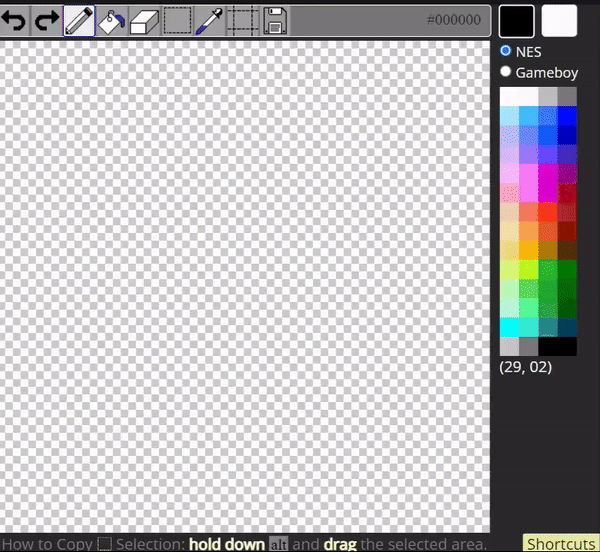 #000000
NES
Gameboy
(29, 02)
How to Copy Selection: hold down alt and drag the selected area.
Shortcuts